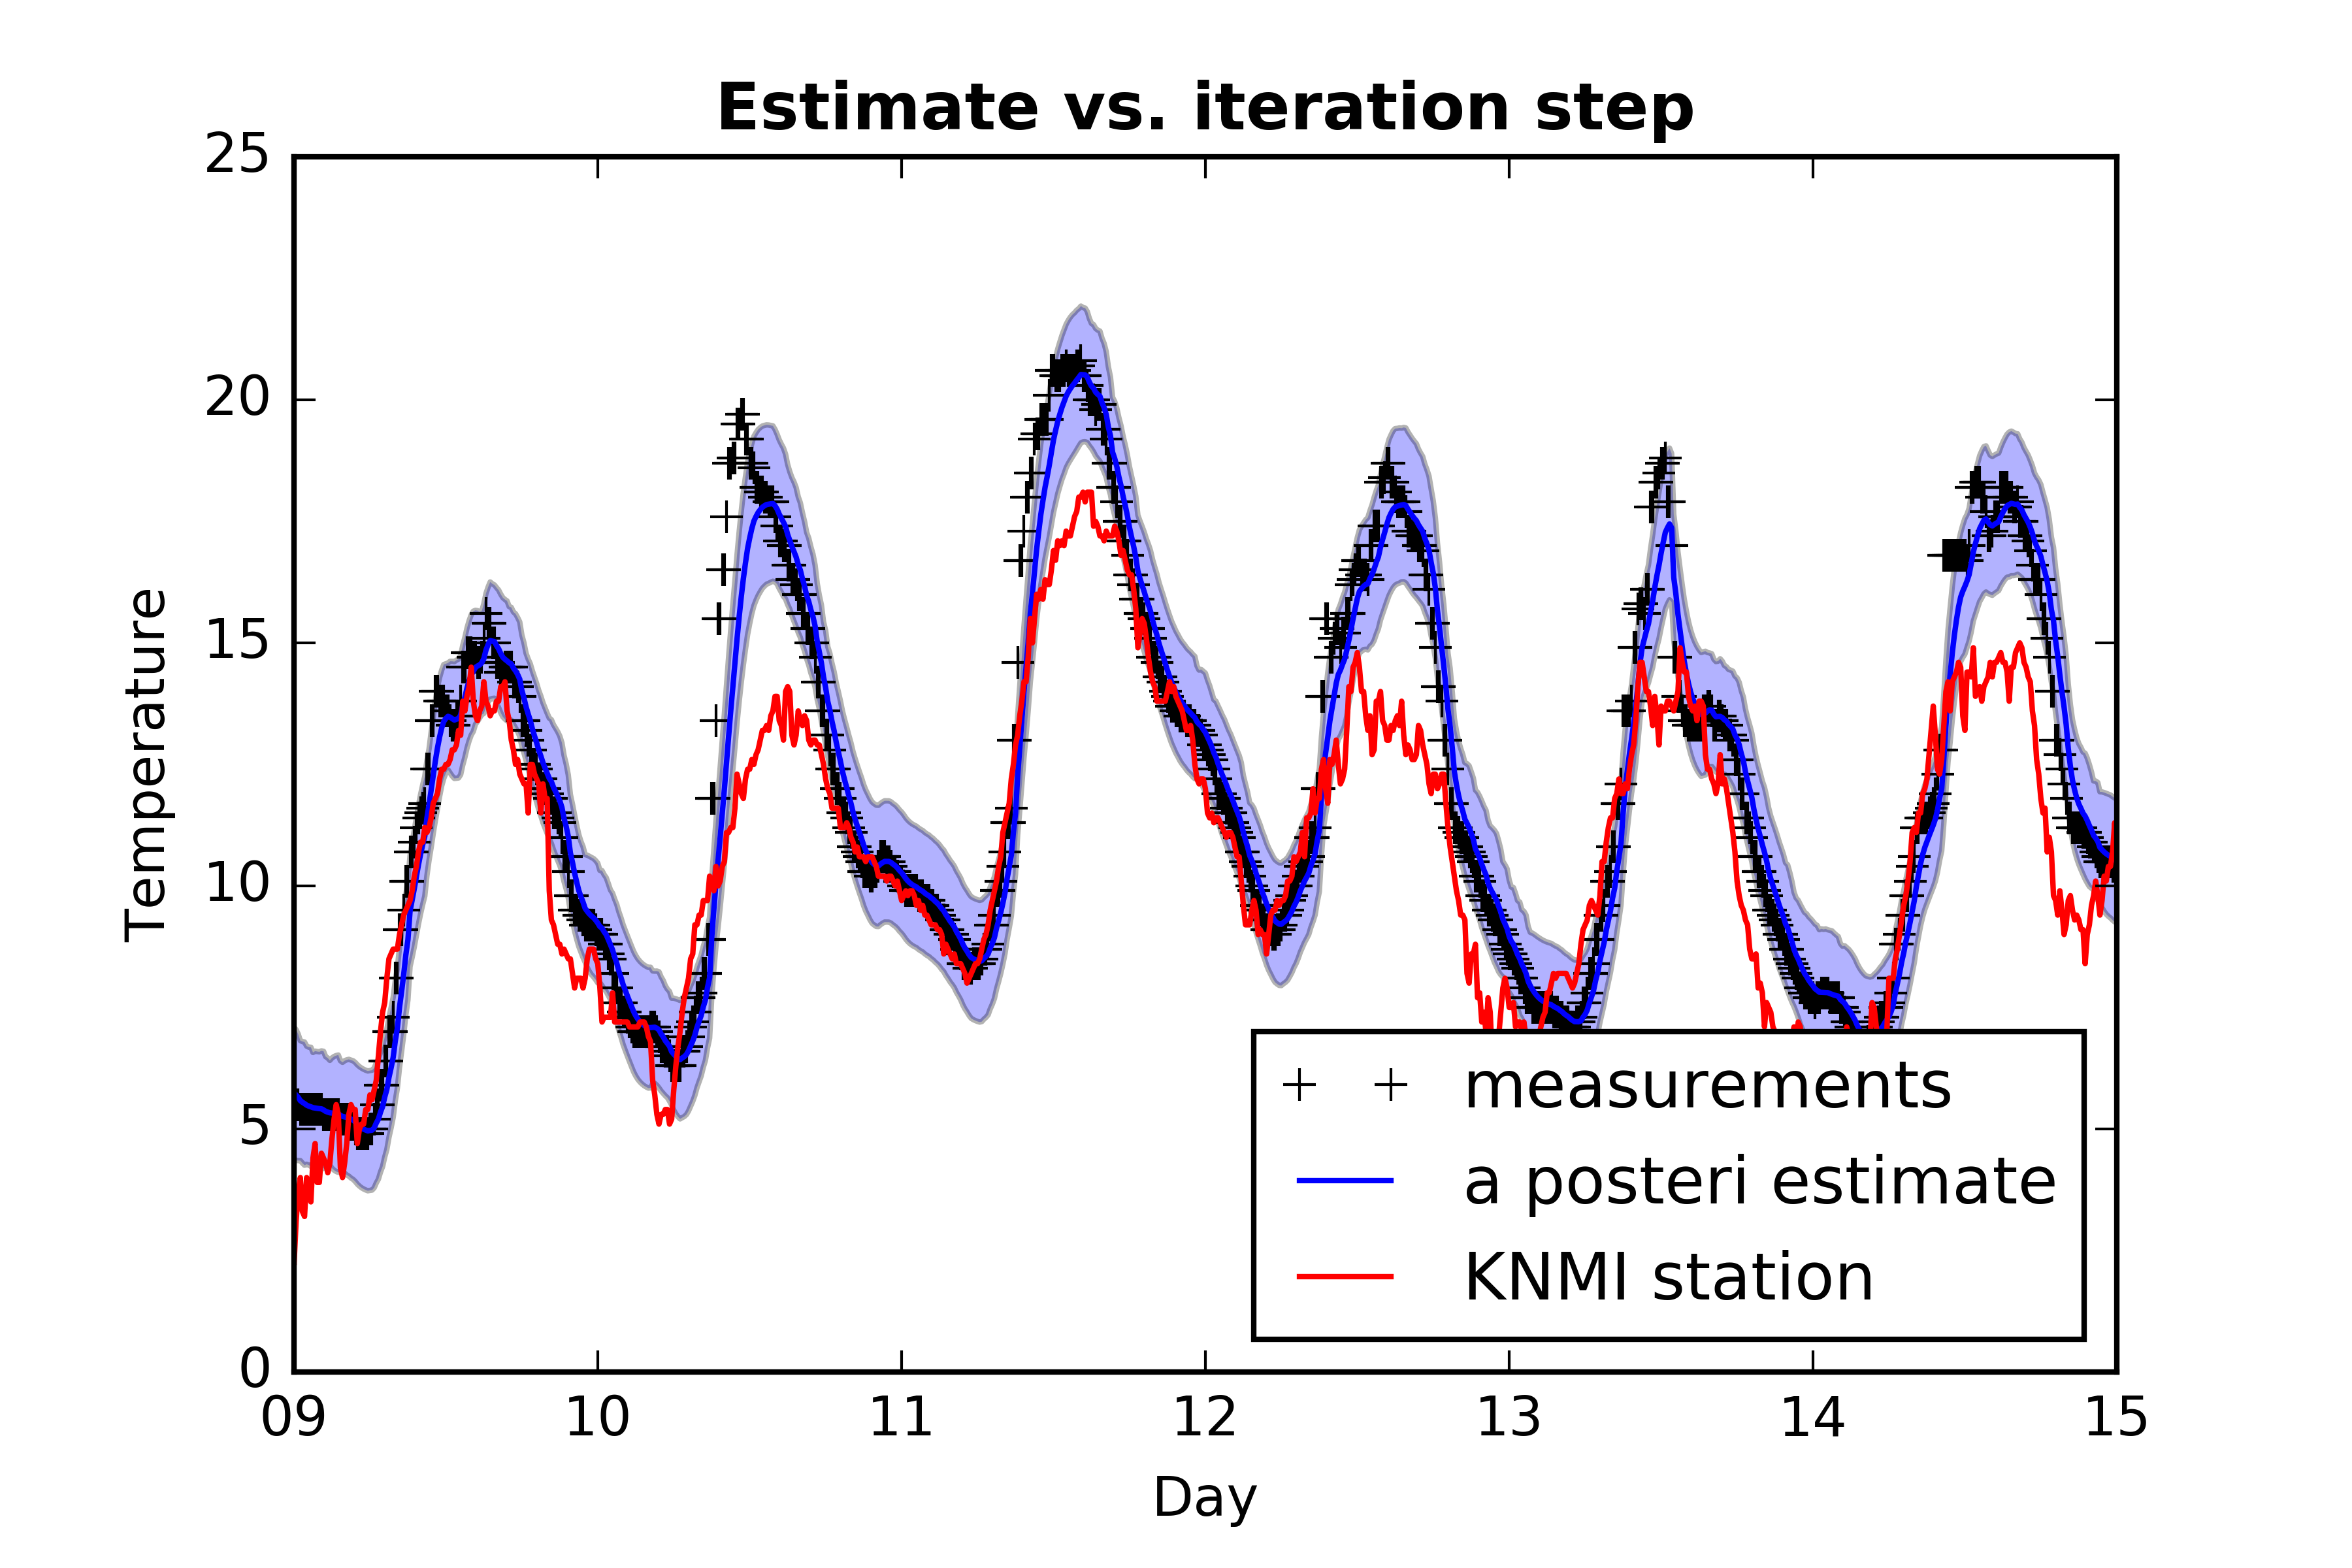 Estimate vs. iteration step
25
20
15
10
5
0
Temperature
09 10 11 12 13 14 15
Day
measurements
a posteri estimate
KNMI station